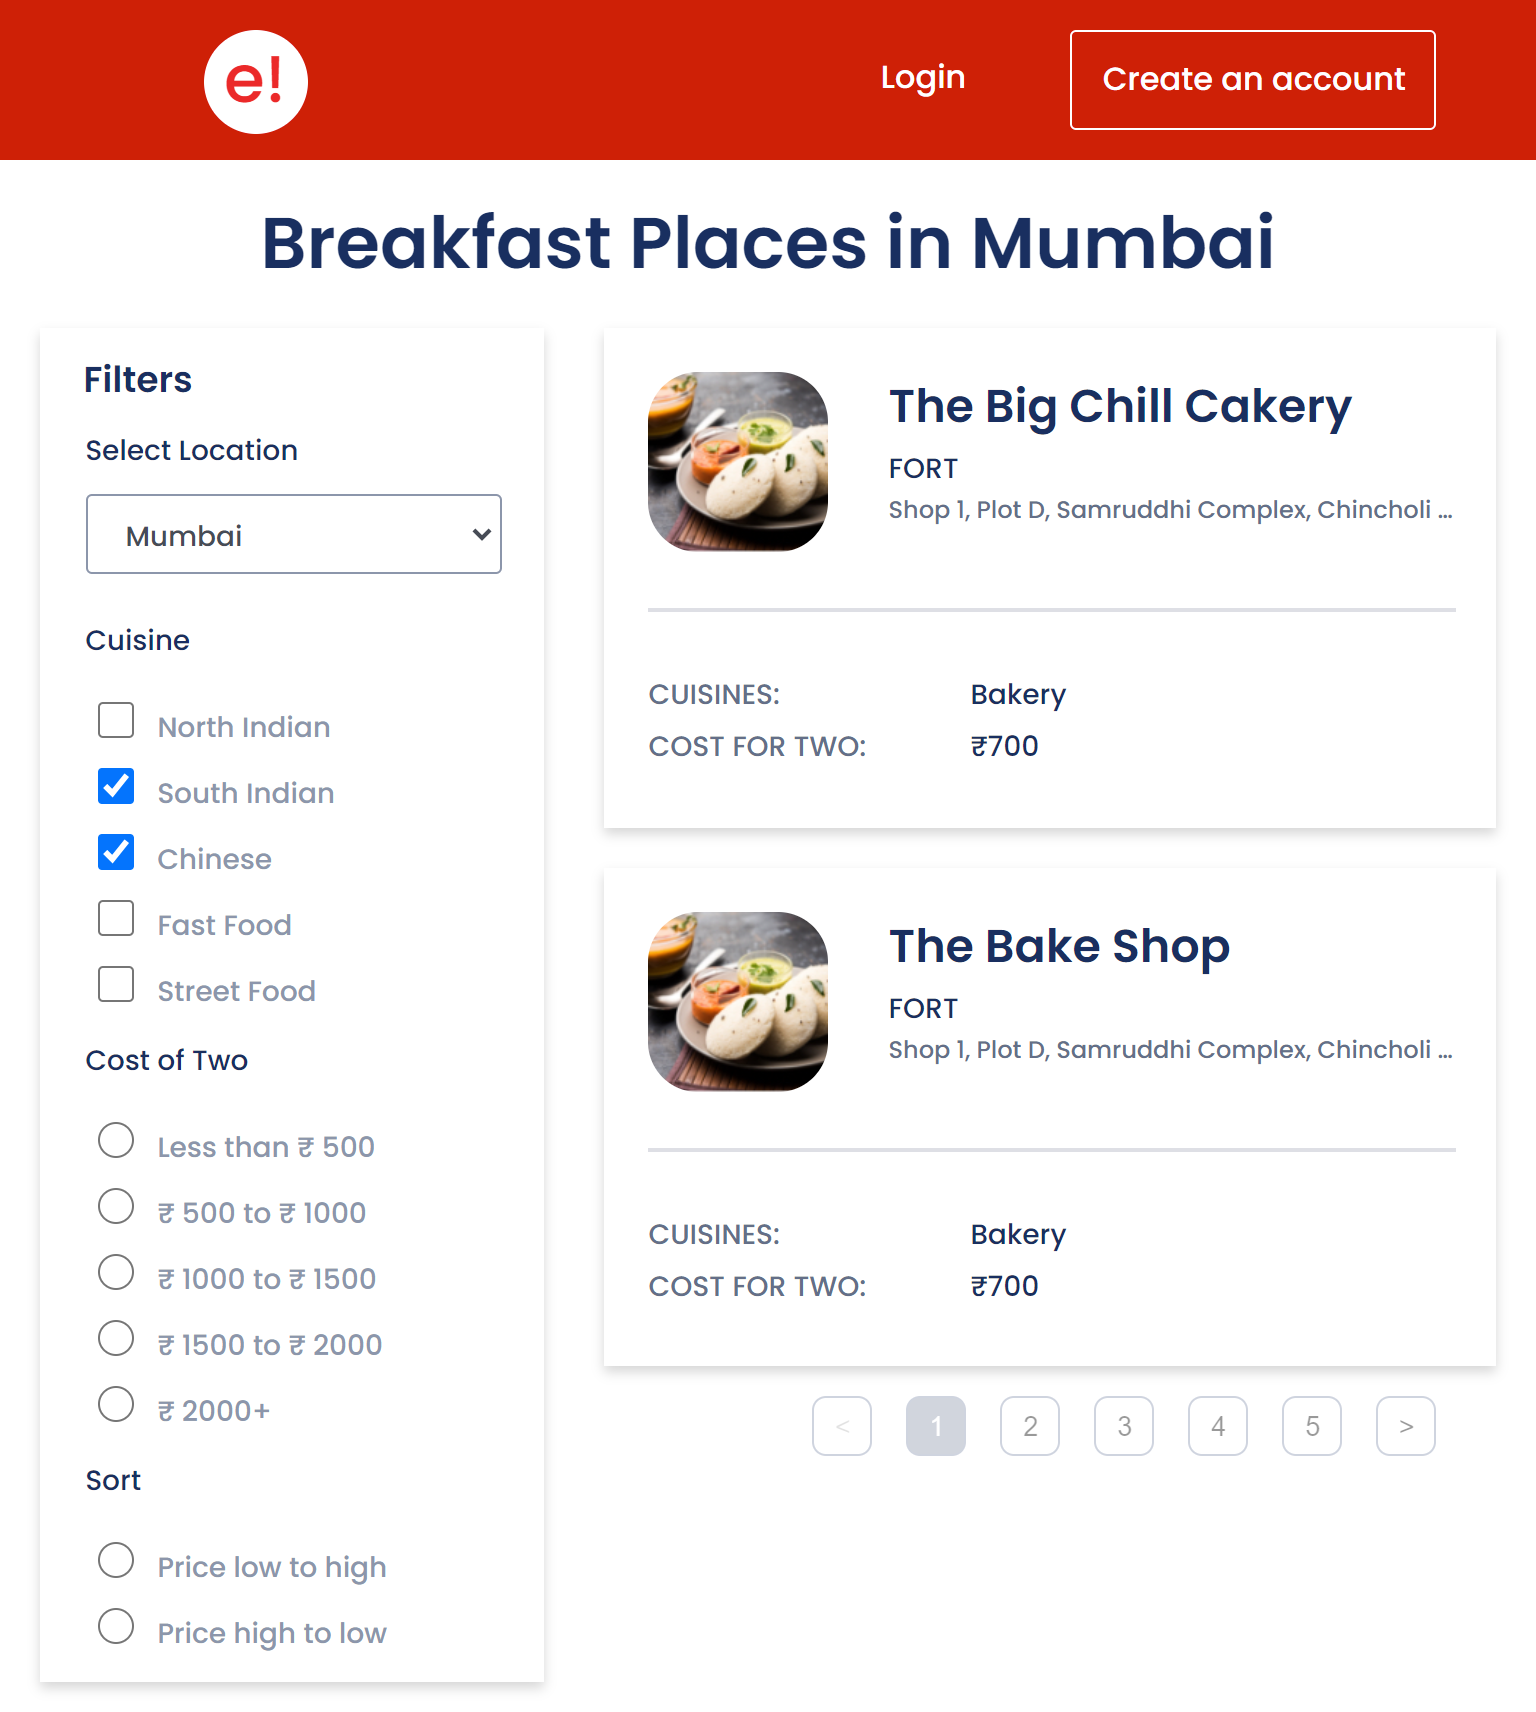 e!
Login
Create an account
Breakfast Places in Mumbai
Filters
Select Location
Mumbai
Cuisine
North Indian
South Indian
Chinese
Fast Food
Street Food
Cost of Two
Less than ₹ 500
₹ 500 to ₹ 1000
₹ 1000 to ₹ 1500
₹ 1500 to ₹ 2000
₹ 2000+
Sort
Price low to high
Price high to low
The Big Chill Cakery
FORT
Shop 1, Plot D, Samruddhi Complex, Chincholi ...
CUISINES: Bakery
COST FOR TWO: ₹700
The Bake Shop
FORT
Shop 1, Plot D, Samruddhi Complex, Chincholi ...
CUISINES: Bakery
COST FOR TWO: ₹700
< 1 2 3 4 5 >